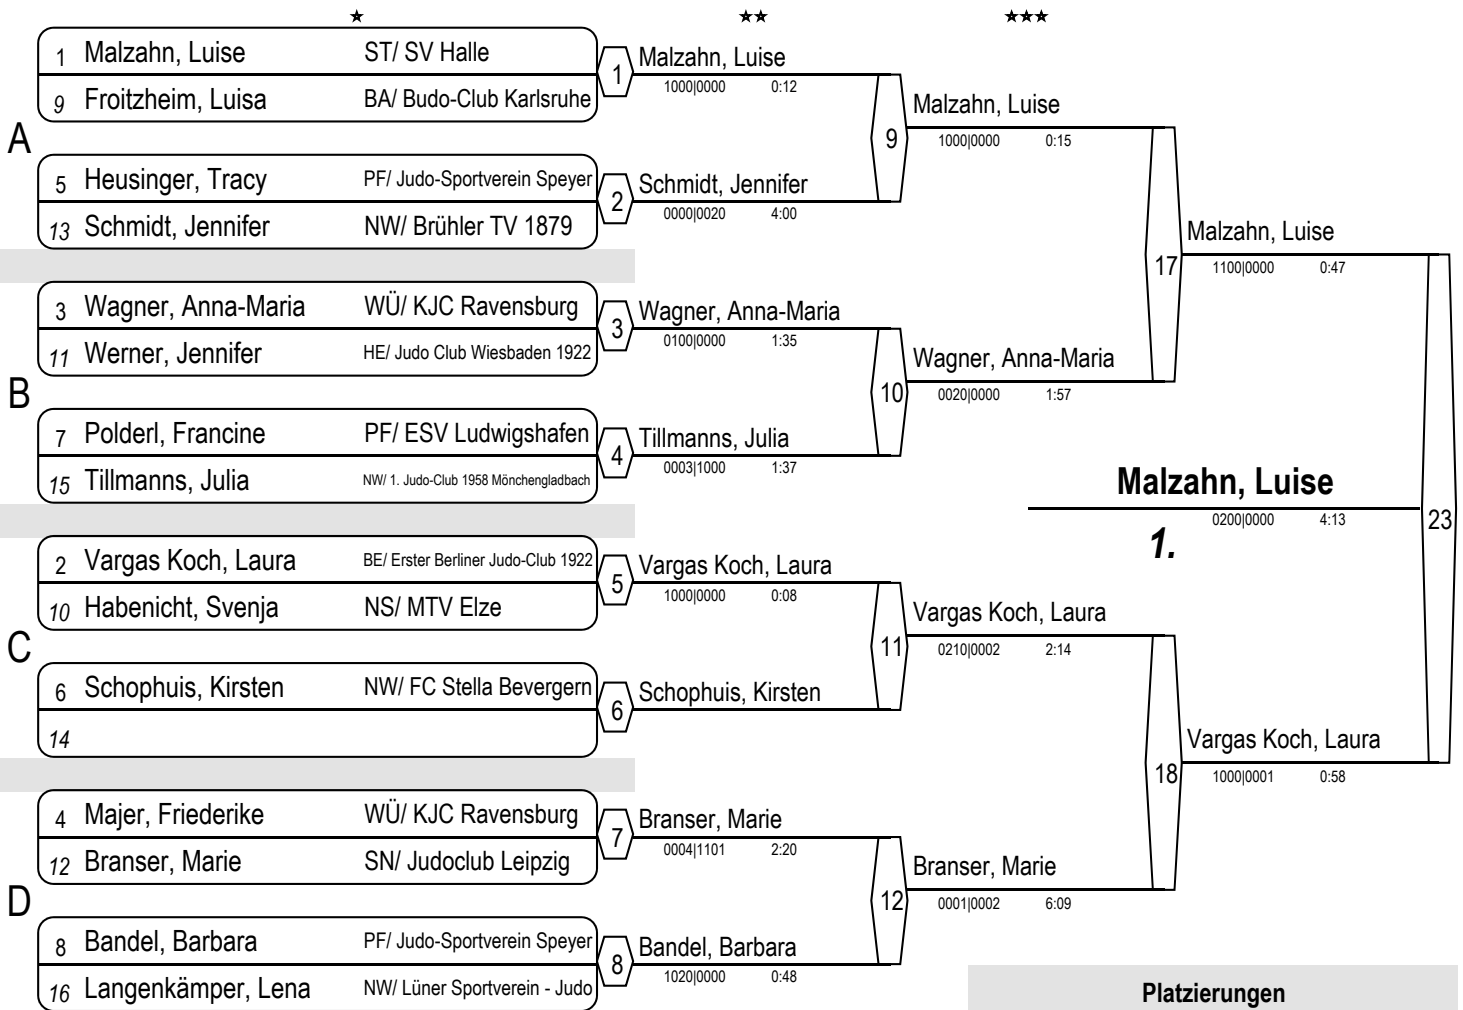 1 Malzahn, Luise ST/ SV Halle
9 Froitzheim, Luisa BA/ Budo-Club Karlsruhe
1
Malzahn, Luise
1000|0000 0:12
A
5 Heusinger, Tracy PF/ Judo-Sportverein Speyer
13 Schmidt, Jennifer NW/ Brühler TV 1879
2
Schmidt, Jennifer
0000|0020 4:00
9
Malzahn, Luise
1000|0000 0:15
3 Wagner, Anna-Maria WÜ/ KJC Ravensburg
11 Werner, Jennifer HE/ Judo Club Wiesbaden 1922
3
Wagner, Anna-Maria
0100|0000 1:35
B
7 Polderl, Francine PF/ ESV Ludwigshafen
15 Tillmanns, Julia NW/ 1. Judo-Club 1958 Mönchengladbach
4
Tillmanns, Julia
0003|1000 1:37
10
Wagner, Anna-Maria
0020|0000 1:57
17
Malzahn, Luise
1100|0000 0:47
2 Vargas Koch, Laura BE/ Erster Berliner Judo-Club 1922
10 Habenicht, Svenja NS/ MTV Elze
5
Vargas Koch, Laura
1000|0000 0:08
C
6 Schophuis, Kirsten NW/ FC Stella Bevergern
14
6
Schophuis, Kirsten
11
Vargas Koch, Laura
0210|0002 2:14
4 Majer, Friederike WÜ/ KJC Ravensburg
12 Branser, Marie SN/ Judoclub Leipzig
7
Branser, Marie
0004|1101 2:20
D
8 Bandel, Barbara PF/ Judo-Sportverein Speyer
16 Langenkämper, Lena NW/ Lüner Sportverein - Judo
8
Bandel, Barbara
1020|0000 0:48
12
Branser, Marie
0001|0002 6:09
18
Vargas Koch, Laura
1000|0001 0:58
23
Malzahn, Luise
0200|0000 4:13
1.
Platzierungen